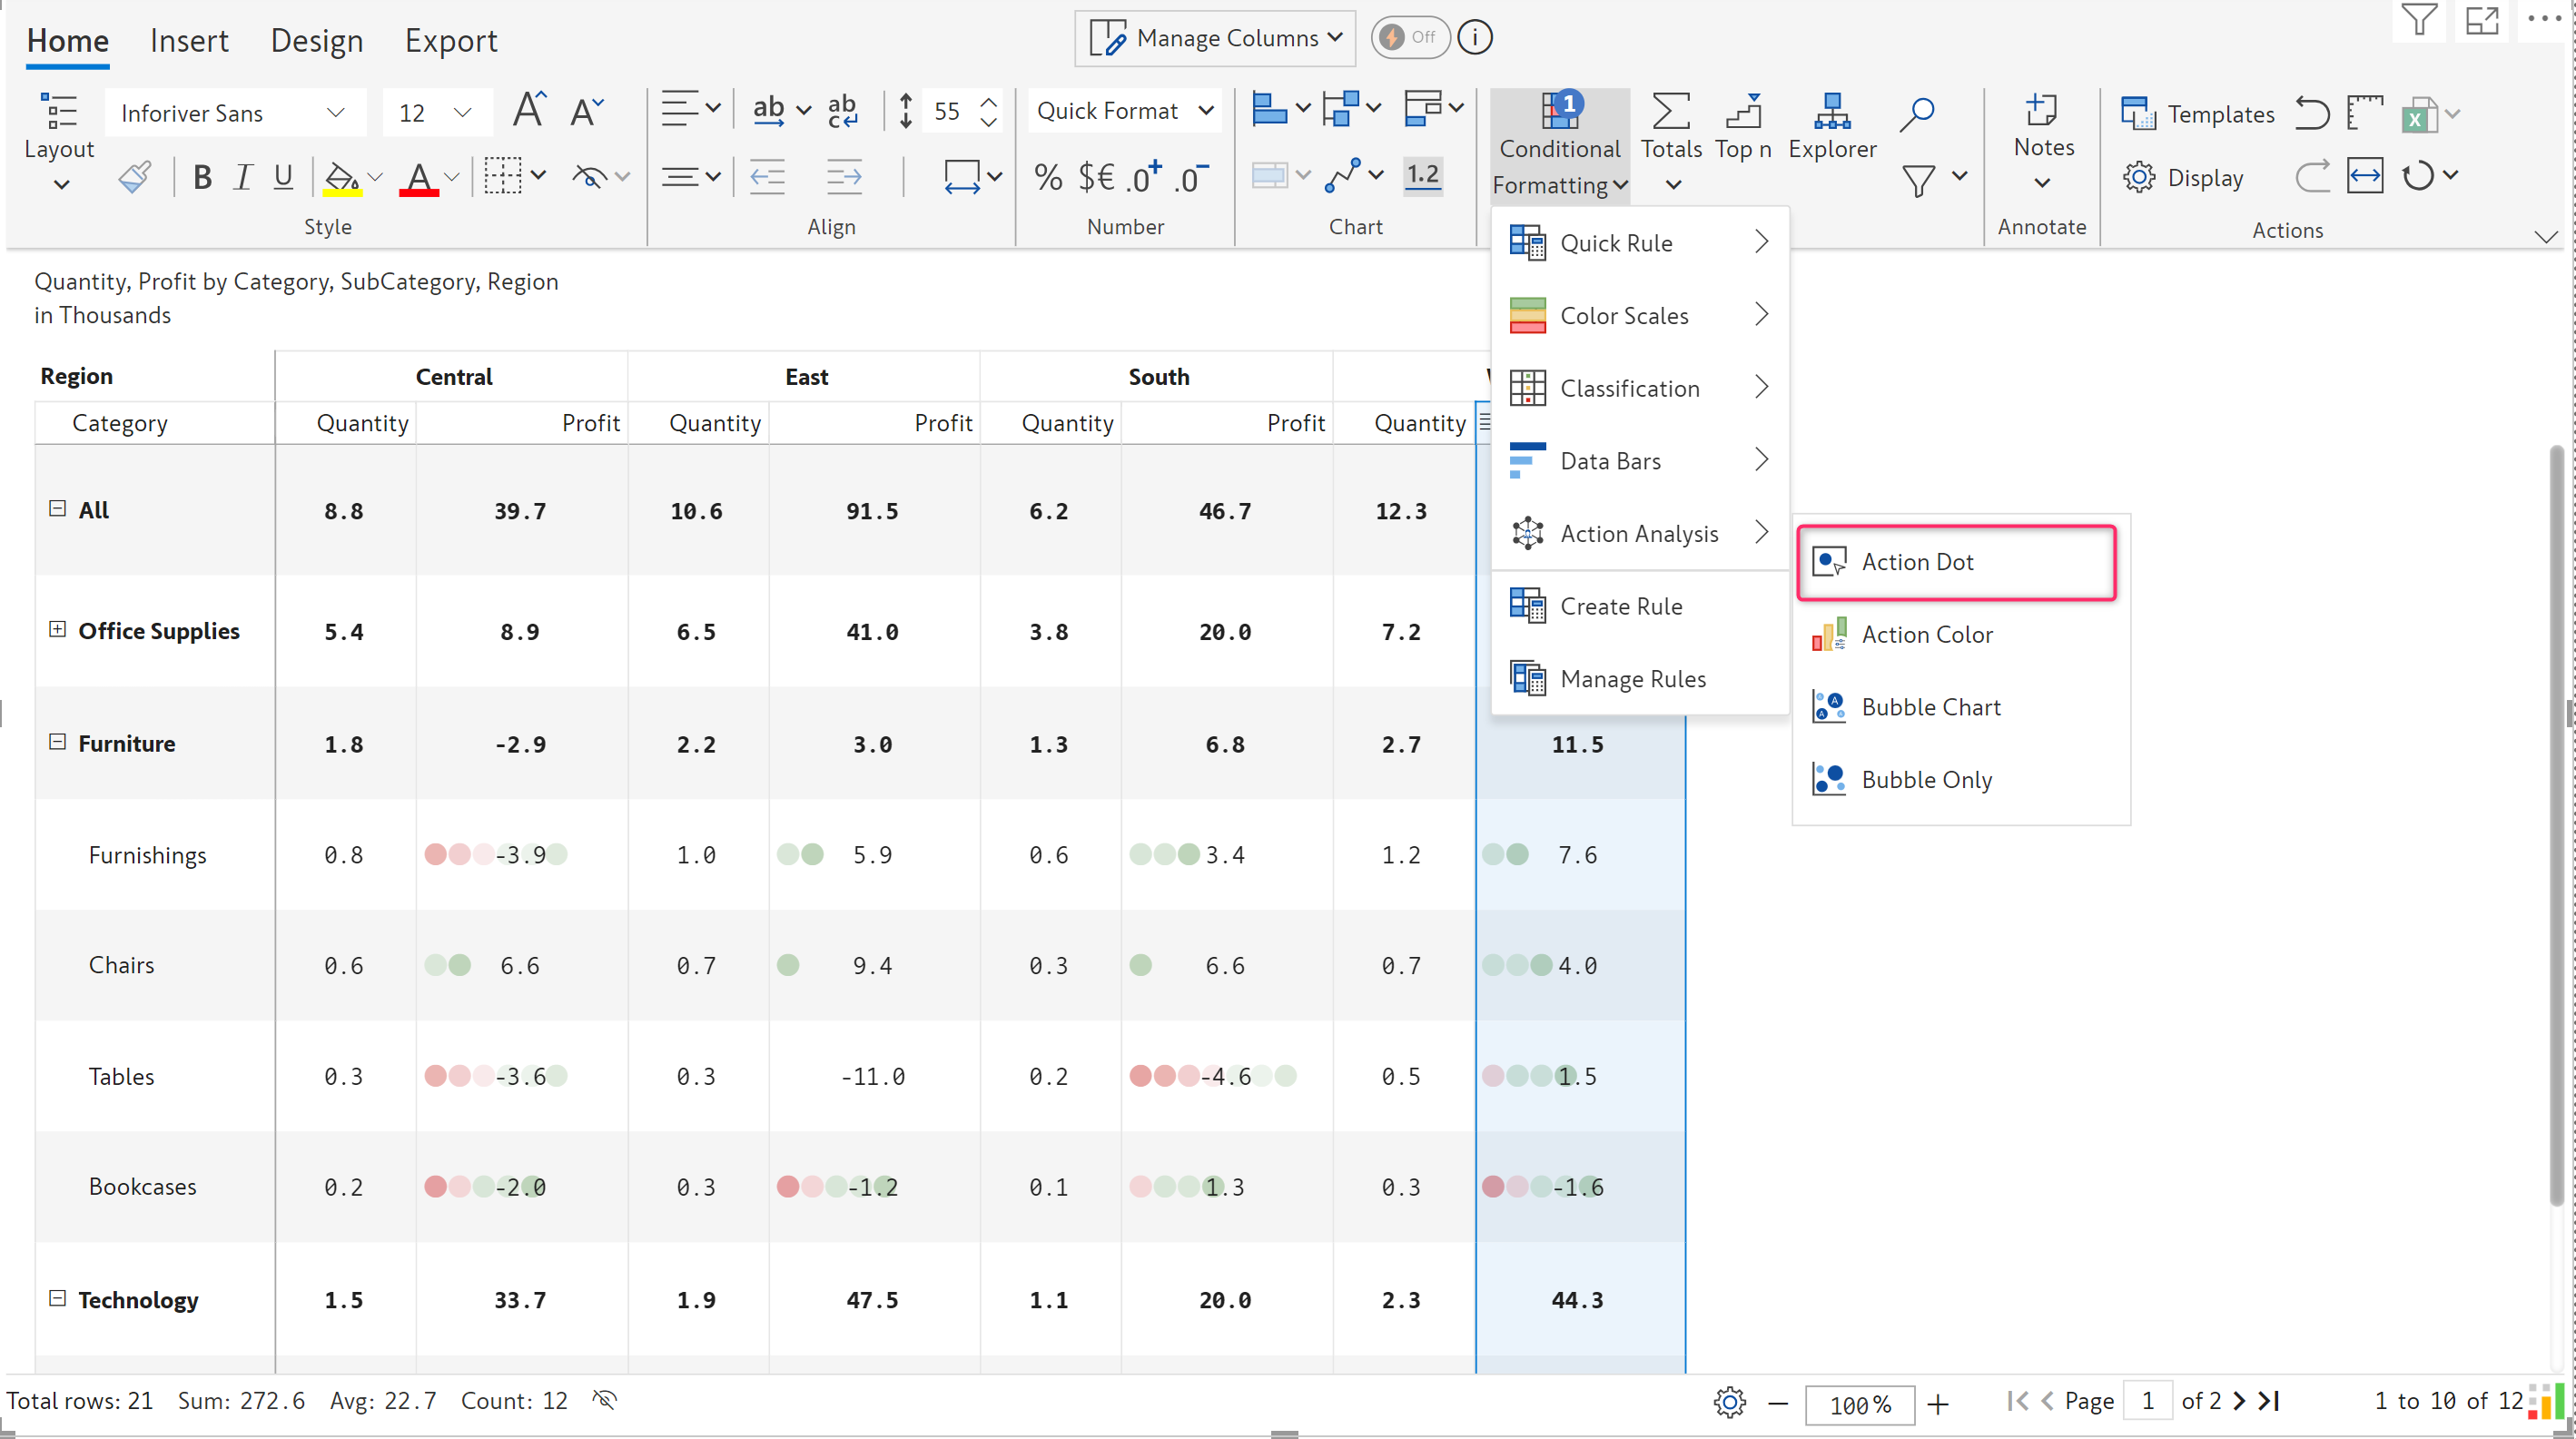 Home Insert Design Export
Manage Columns
Off
i
Layout
Inforiver Sans
12
A A
B I U A
Style
ab
ab
c
55
Align
Quick Format
% $€ .0+ .0-
Number
1.2
Chart
1
Conditional
Formatting
Totals
Top n
Explorer
Notes
Annotate
Templates
Display
Actions
Quick Rule
Color Scales
Classification
Data Bars
Action Analysis
Create Rule
Manage Rules
Action Dot
Action Color
Bubble Chart
Bubble Only
Quantity, Profit by Category, SubCategory, Region
in Thousands
Region Central East South
Category Quantity Profit Quantity Profit Quantity Profit Quantity
All 8.8 39.7 10.6 91.5 6.2 46.7 12.3
Office Supplies 5.4 8.9 6.5 41.0 3.8 20.0 7.2
Furniture 1.8 -2.9 2.2 3.0 1.3 6.8 2.7 11.5
Furnishings 0.8 -3.9 1.0 5.9 0.6 3.4 1.2 7.6
Chairs 0.6 6.6 0.7 9.4 0.3 6.6 0.7 4.0
Tables 0.3 -3.6 0.3 -11.0 0.2 -4.6 0.5 1.5
Bookcases 0.2 -2.0 0.3 -1.2 0.1 1.3 0.3 -1.6
Technology 1.5 33.7 1.9 47.5 1.1 20.0 2.3 44.3
Total rows: 21 Sum: 272.6 Avg: 22.7 Count: 12
100%
Page 1 of 2
1 to 10 of 12